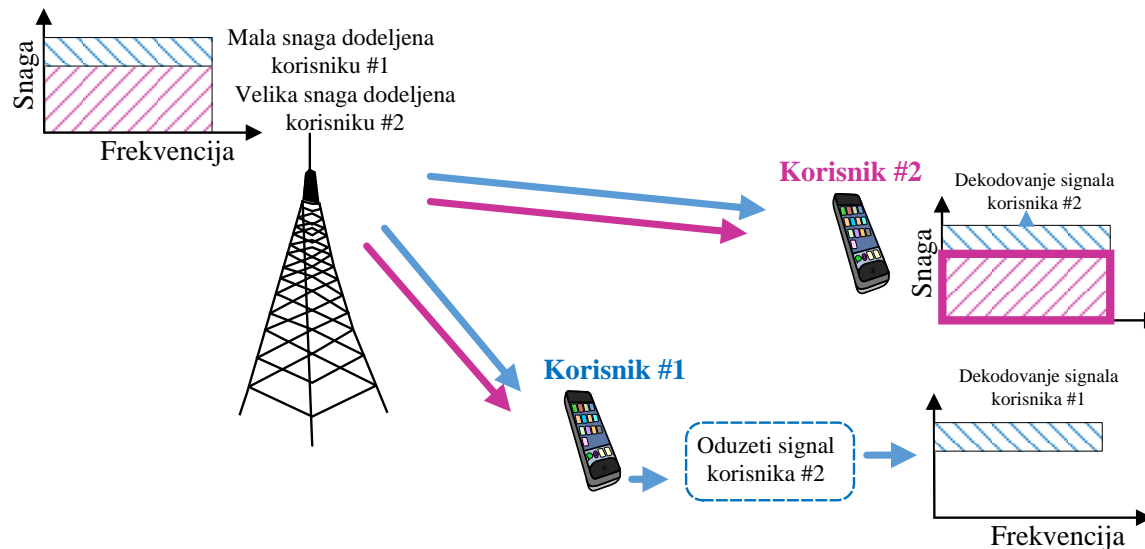 Snaga
Mala snaga dodeljena
korisniku #1
Velika snaga dodeljena
korisniku #2
Frekvencija
Korisnik #2
Dekodovanje signala
korisnika #2
Snaga
Korisnik #1
Oduzeti signal
korisnika #2
Dekodovanje signala
korisnika #1
Frekvencija